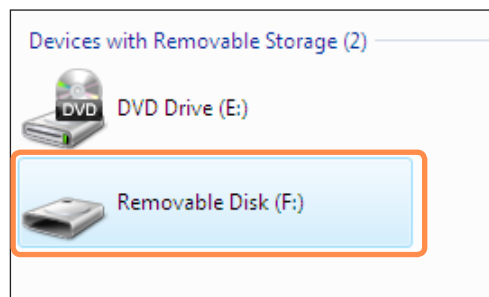 Devices with Removable Storage (2)
DVD
DVD Drive (E:)
Removable Disk (F:)